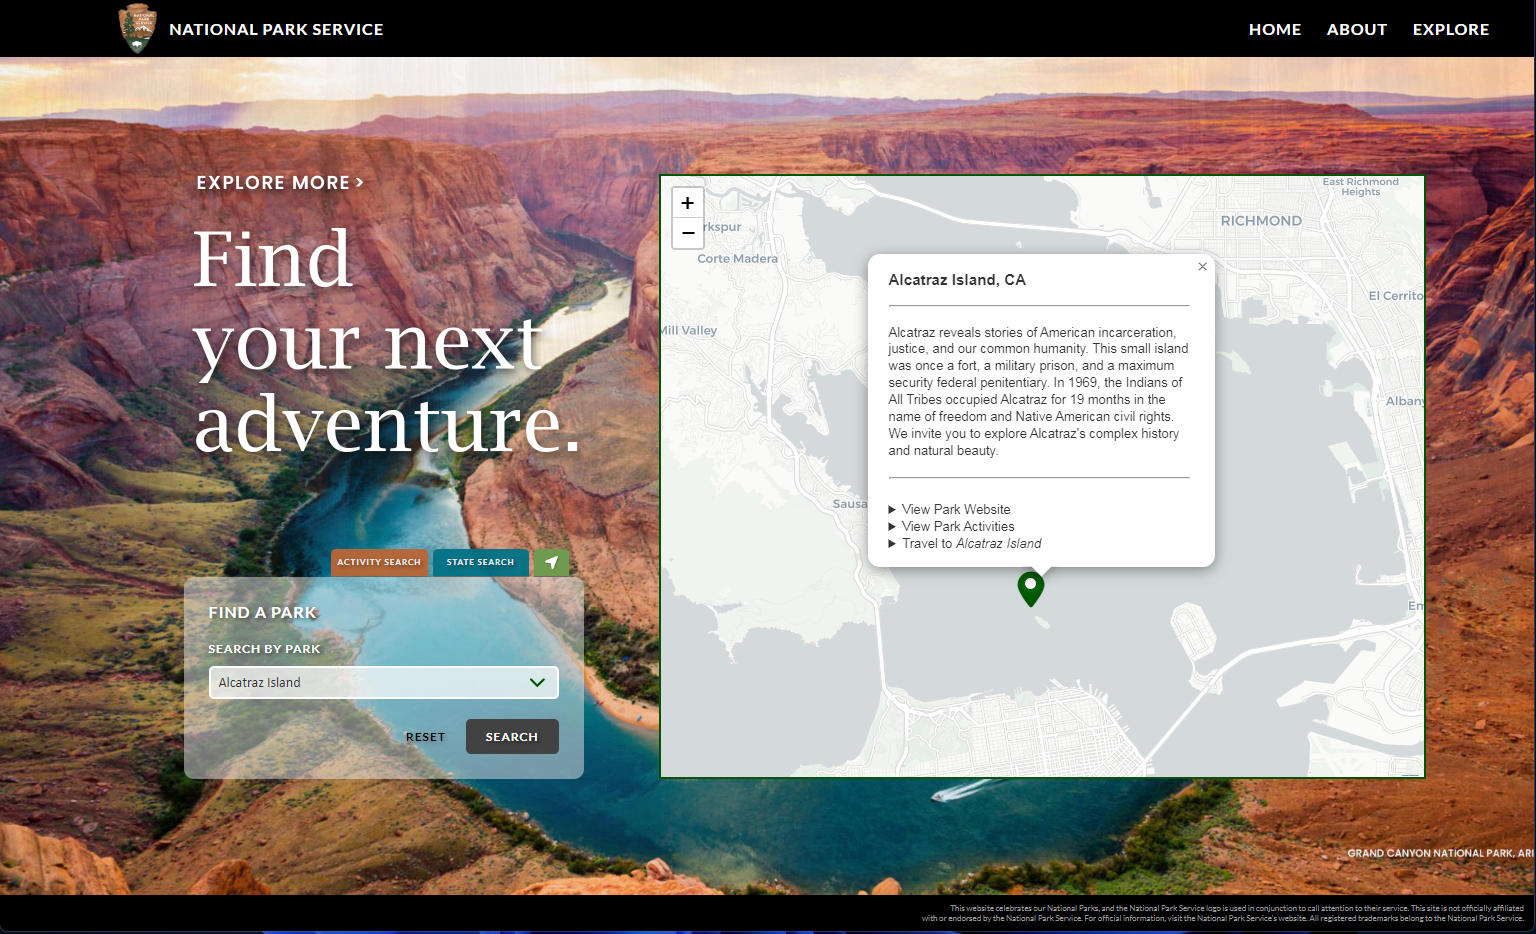 NATIONAL PARK SERVICE
HOME ABOUT EXPLORE
EXPLORE MORE >
Find
your next
adventure.
ACTIVITY SEARCH STATE SEARCH
FIND A PARK
SEARCH BY PARK
Alcatraz Island
RESET SEARCH
+
−
East Richmond
Heights
RICHMOND
rkspur
Corte Madera
El Cerrito
Mill Valley
Albany
Sausa
Em
×
Alcatraz Island, CA
Alcatraz reveals stories of American incarceration,
justice, and our common humanity. This small island
was once a fort, a military prison, and a maximum
security federal penitentiary. In 1969, the Indians of
All Tribes occupied Alcatraz for 19 months in the
name of freedom and Native American civil rights.
We invite you to explore Alcatraz's complex history
and natural beauty.
View Park Website
View Park Activities
Travel to Alcatraz Island
GRAND CANYON NATIONAL PARK, ARI
This website celebrates our National Parks, and the National Park Service logo is used in conjunction to call attention to their service. This site is not officially affiliated
with or endorsed by the National Park Service. For official information, visit the National Park Service's website. All registered trademarks belong to the National Park Service.